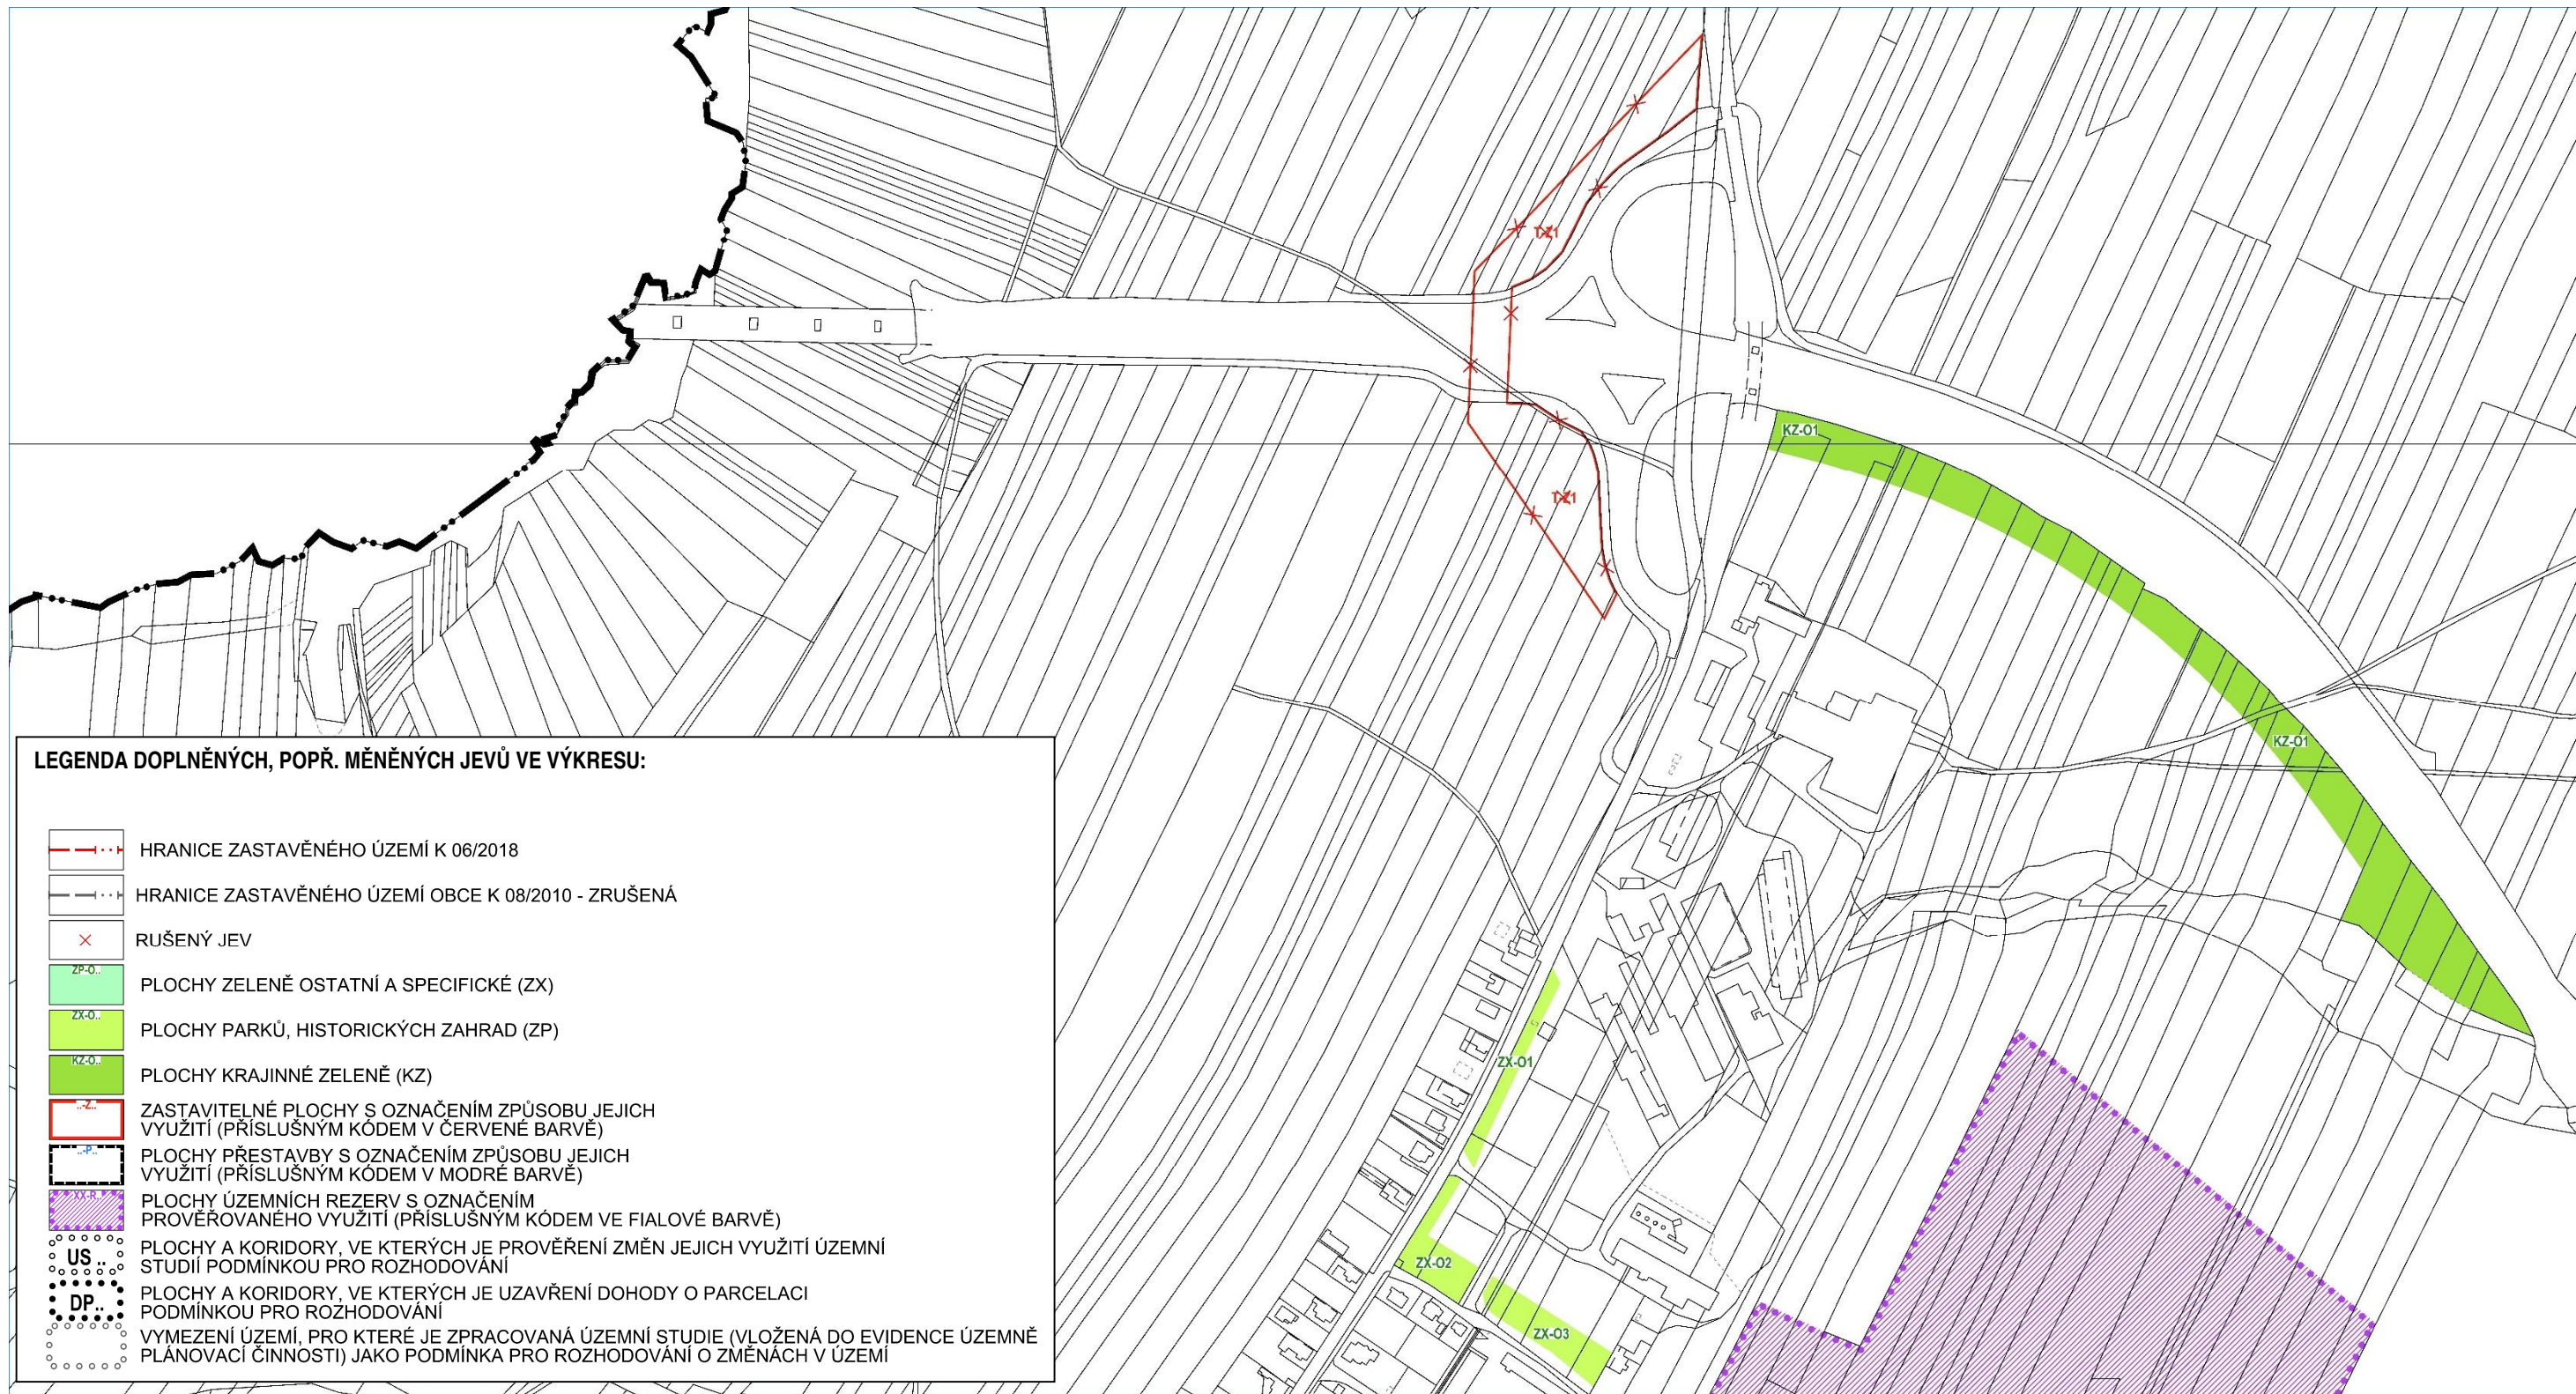 T-Z1
KZ-O1
T-Z1
KZ-O1
LEGENDA DOPLNĚNÝCH, POPŘ. MĚNĚNÝCH JEVŮ VE VÝKRESU:
HRANICE ZASTAVĚNÉHO ÚZEMÍ K 06/2018
HRANICE ZASTAVĚNÉHO ÚZEMÍ OBCE K 08/2010 - ZRUŠENÁ
RUŠENÝ JEV
ZP-O..
PLOCHY ZELENĚ OSTATNÍ A SPECIFICKÉ (ZX)
ZX-O..
PLOCHY PARKŮ, HISTORICKÝCH ZAHRAD (ZP)
KZ-O..
PLOCHY KRAJINNÉ ZELENĚ (KZ)
..-Z..
ZASTAVITELNÉ PLOCHY S OZNAČENÍM ZPŮSOBU JEJICH
VYUŽITÍ (PŘÍSLUŠNÝM KÓDEM V ČERVENÉ BARVĚ)
..-P..
PLOCHY PŘESTAVBY S OZNAČENÍM ZPŮSOBU JEJICH
VYUŽITÍ (PŘÍSLUŠNÝM KÓDEM V MODRÉ BARVĚ)
XX-R..
PLOCHY ÚZEMNÍCH REZERV S OZNAČENÍM
PROVĚŘOVANÉHO VYUŽITÍ (PŘÍSLUŠNÝM KÓDEM VE FIALOVÉ BARVĚ)
US ..
PLOCHY A KORIDORY, VE KTERÝCH JE PROVĚŘENÍ ZMĚN JEJICH VYUŽITÍ ÚZEMNÍ
STUDIÍ PODMÍNKOU PRO ROZHODOVÁNÍ
DP..
PLOCHY A KORIDORY, VE KTERÝCH JE UZAVŘENÍ DOHODY O PARCELACI
PODMÍNKOU PRO ROZHODOVÁNÍ
VYMEZENÍ ÚZEMÍ, PRO KTERÉ JE ZPRACOVANÁ ÚZEMNÍ STUDIE (VLOŽENÁ DO EVIDENCE ÚZEMNĚ
PLÁNOVACÍ ČINNOSTI) JAKO PODMÍNKA PRO ROZHODOVÁNÍ O ZMĚNÁCH V ÚZEMÍ
ZX-O1
ZX-O2
ZX-O3